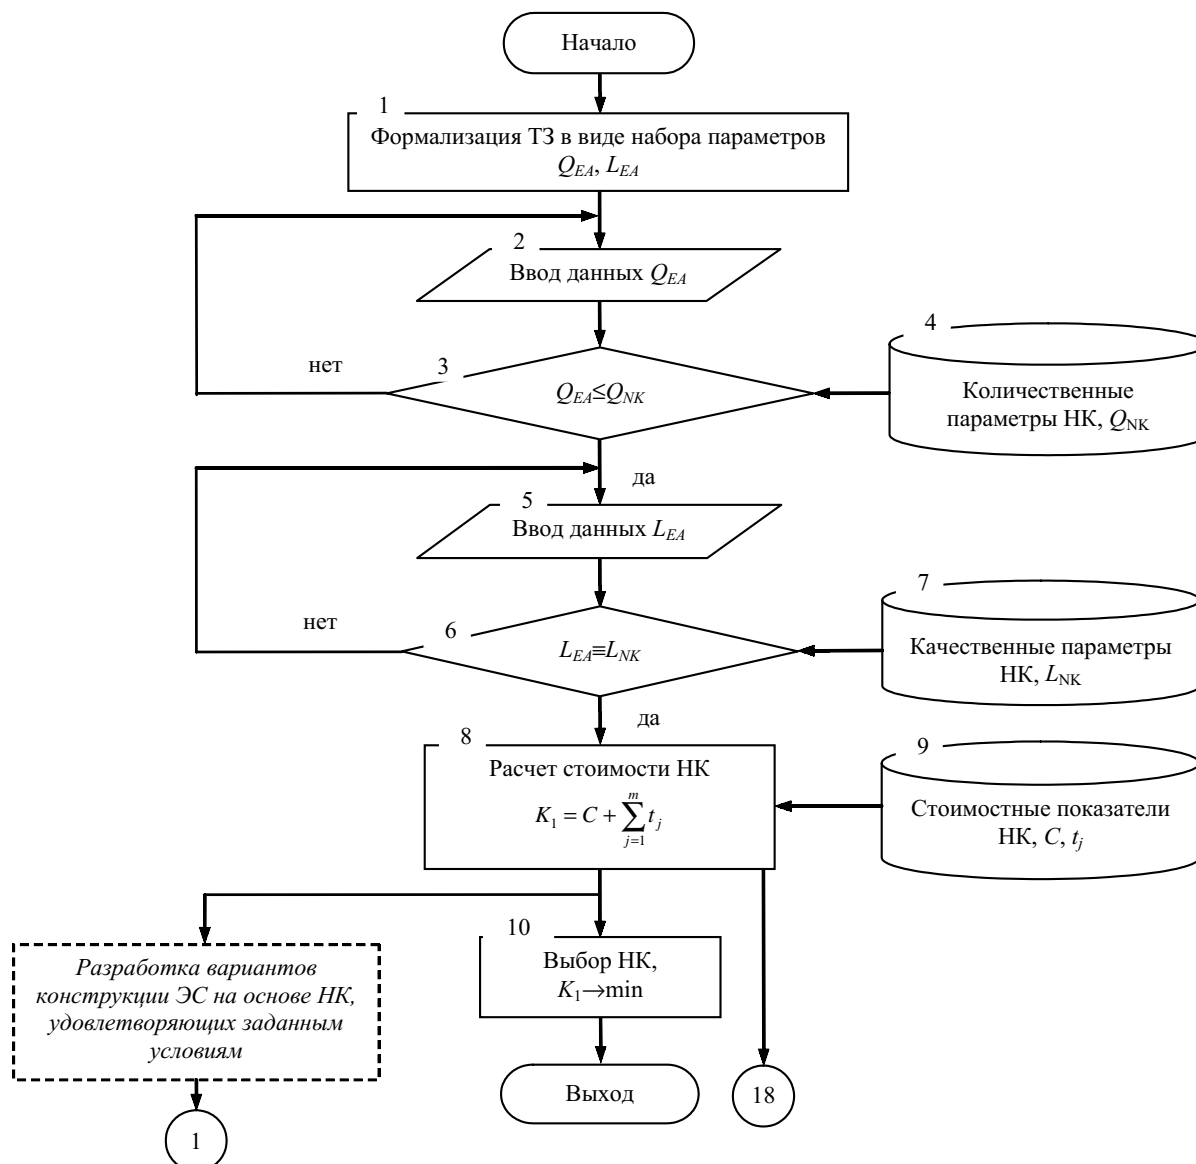 Начало
1
Формализация ТЗ в виде набора параметров
Q_EA, L_EA
2
Ввод данных Q_EA
3
нет
Q_EA≤Q_NK
4
Количественные
параметры НК, Q_NK
да
5
Ввод данных L_EA
6
нет
L_EA≡L_NK
7
Качественные параметры
НК, L_NK
да
8
Расчет стоимости НК
K_1 = C + ∑_{j=1}^{m} t_j
9
Стоимостные показатели
НК, C, t_j
10
Выбор НК,
K_1→min
Разработка вариантов
конструкции ЭС на основе НК,
удовлетворяющих заданным
условиям
Выход
18
1